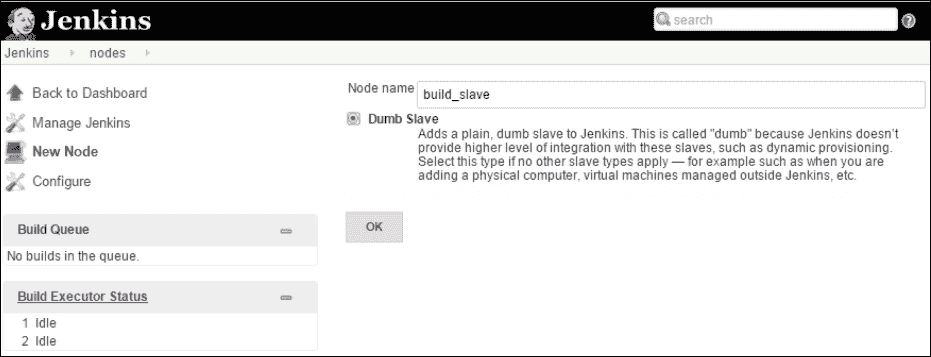 Jenkins
search
Jenkins nodes
Back to Dashboard
Manage Jenkins
New Node
Configure
Build Queue
No builds in the queue.
Build Executor Status
1 Idle
2 Idle
Node name build_slave
Dumb Slave
Adds a plain, dumb slave to Jenkins. This is called "dumb" because Jenkins doesn't
provide higher level of integration with these slaves, such as dynamic provisioning.
Select this type if no other slave types apply — for example such as when you are
adding a physical computer, virtual machines managed outside Jenkins, etc.
OK